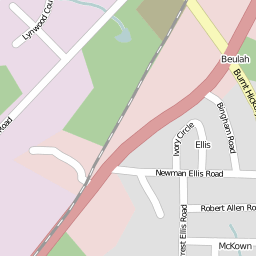 Lynwood Cou
Beulah
Burnt Hicko
Bingham Road
Ivory Circle
Ellis
Road
Newman Ellis Road
Robert Allen Ro
rest Ellis Road
McKown